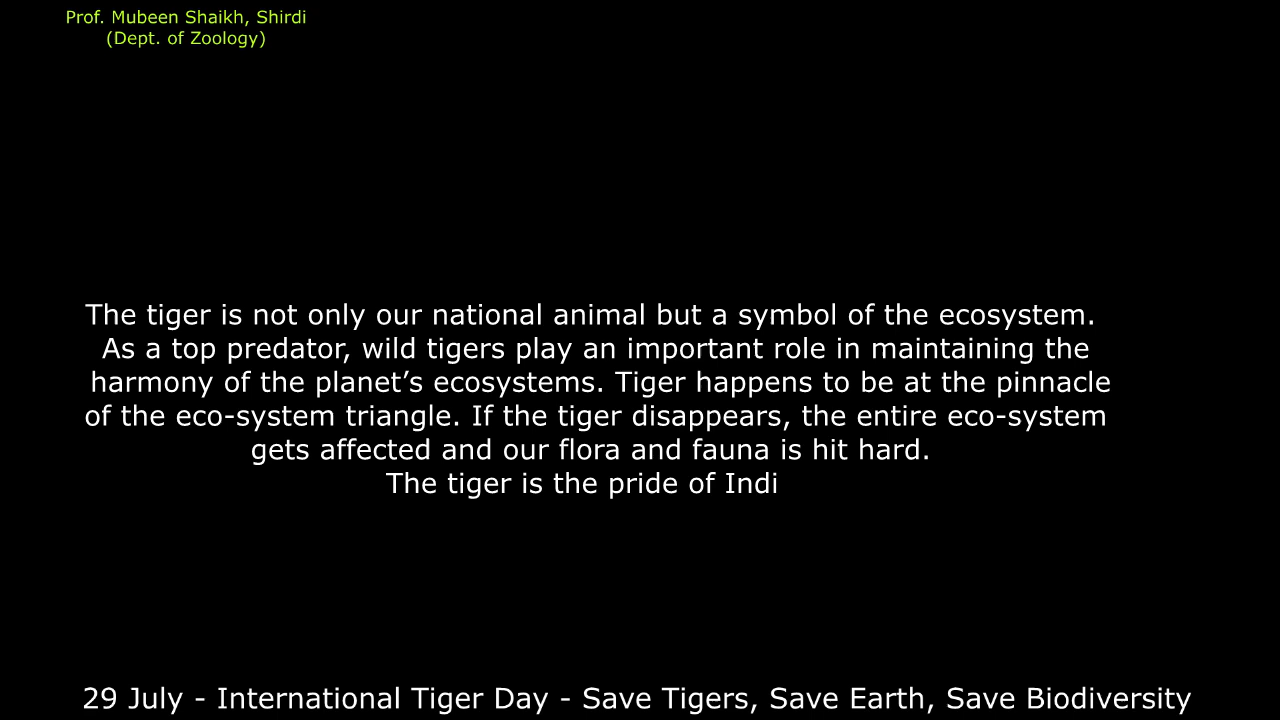 Prof. Mubeen Shaikh, Shirdi
(Dept. of Zoology)
The tiger is not only our national animal but a symbol of the ecosystem.
As a top predator, wild tigers play an important role in maintaining the
harmony of the planet’s ecosystems. Tiger happens to be at the pinnacle
of the eco-system triangle. If the tiger disappears, the entire eco-system
gets affected and our flora and fauna is hit hard.
The tiger is the pride of Indi
29 July - International Tiger Day - Save Tigers, Save Earth, Save Biodiversity